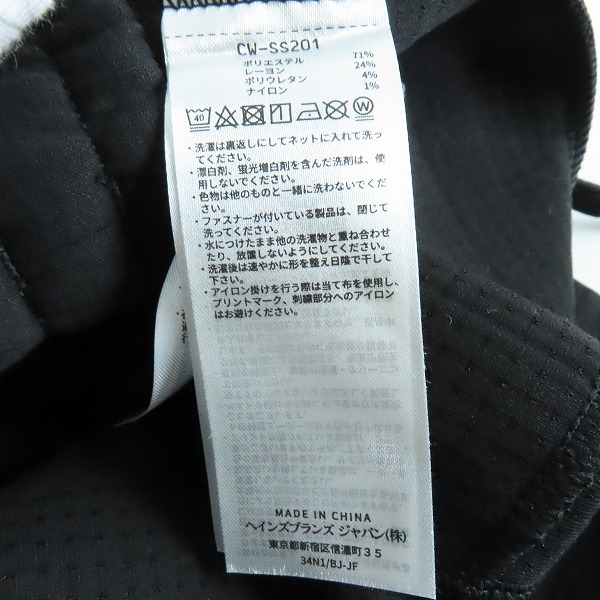 CW-SS201
ポリエステル 71%
レーヨン 24%
ポリウレタン 4%
ナイロン 1%
40
W
・洗濯は裏返しにしてネットに入れて洗っ
てください。
・漂白剤、蛍光増白剤を含んだ洗剤は、使
用しないでください。
・色物は他のものと一緒に洗わないでくだ
さい。
・ファスナーが付いている製品は、閉じて
洗ってください。
・水につけたまま他の洗濯物と重ね合わせ
たり、放置しないようにしてください。
・洗濯後は速やかに形を整え日陰で干して
下さい。
・アイロン掛けを行う際は当て布を使用し、
プリントマーク、刺繍部分へのアイロン
はお避けください。
MADE IN CHINA
ヘインズブランズ ジャパン(株)
東京都新宿区信濃町35
34N1/BJ-JF